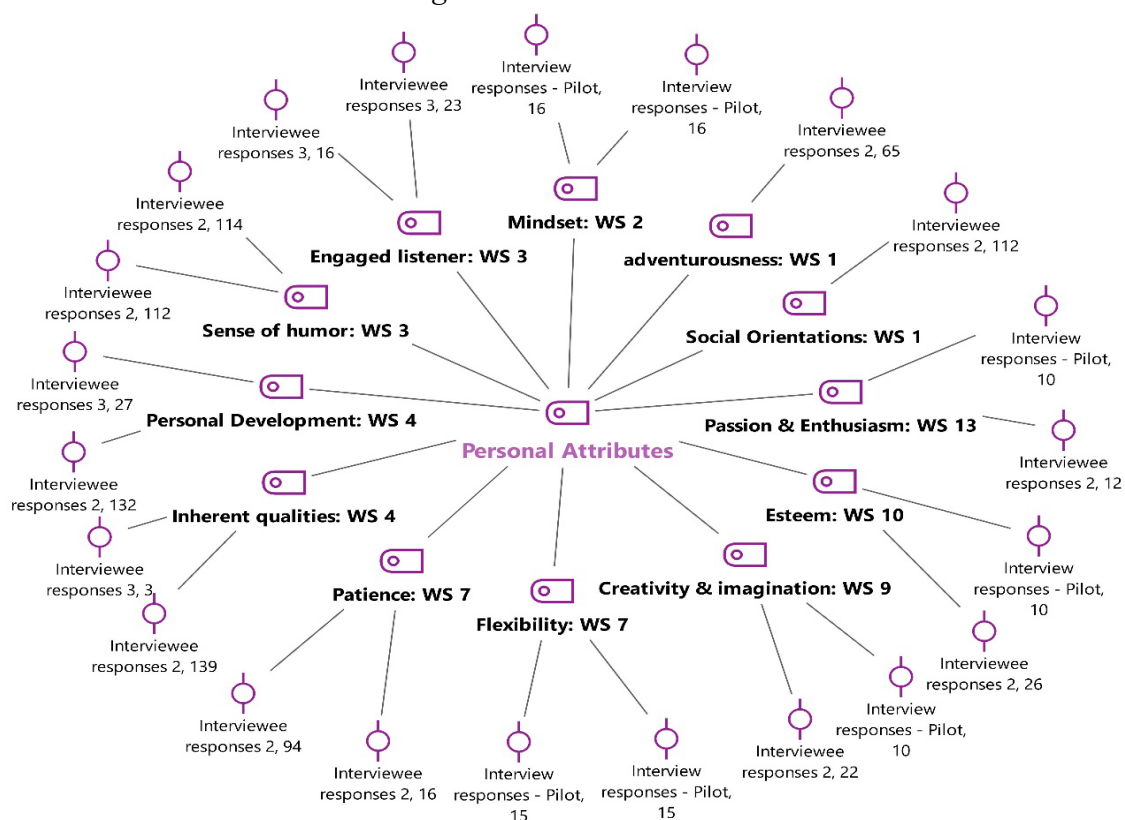 Interview
responses - Pilot,
16
Interview
responses - Pilot,
16
Interviewee
responses 3, 23
Interviewee
responses 3, 16
Interviewee
responses 2, 65
Interviewee
responses 2, 114
Interviewee
responses 2, 112
Mindset: WS 2
Engaged listener: WS 3
adventurousness: WS 1
Interviewee
responses 2, 112
Sense of humor: WS 3
Social Orientations: WS 1
Interview
responses - Pilot,
10
Interviewee
responses 3, 27
Personal Development: WS 4
Passion & Enthusiasm: WS 13
Personal Attributes
Interviewee
responses 2, 12
Interviewee
responses 2, 132
Inherent qualities: WS 4
Esteem: WS 10
Interviewee
responses 3, 3
Interview
responses - Pilot,
10
Patience: WS 7
Creativity & imagination: WS 9
Flexibility: WS 7
Interviewee
responses 2, 139
Interviewee
responses 2, 26
Interviewee
responses 2, 94
Interview
responses - Pilot,
10
Interviewee
responses 2, 16
Interview
responses - Pilot,
15
Interview
responses - Pilot,
15
Interviewee
responses 2, 22